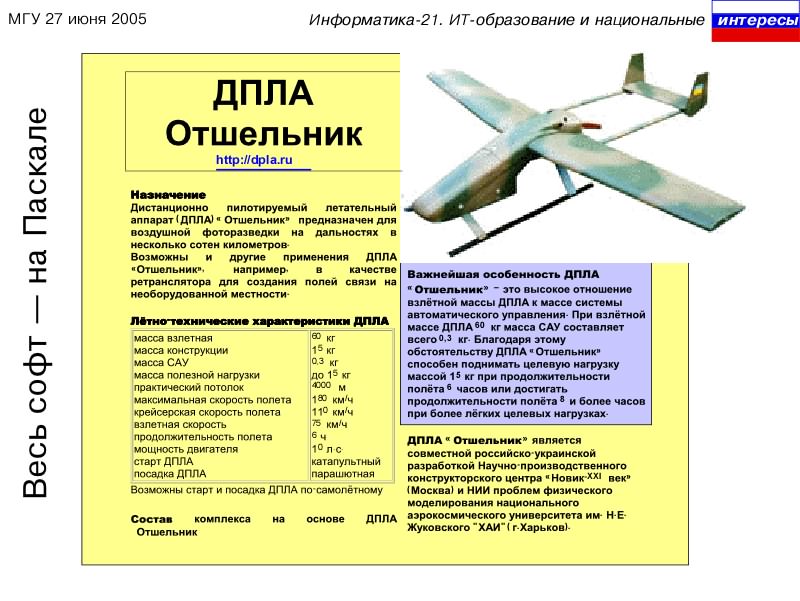 МГУ 27 июня 2005
Информатика-21. ИТ-образование и национальные интересы
Весь софт — на Паскале
ДПЛА
Отшельник
http://dpla.ru
Назначение
Дистанционно пилотируемый летательный
аппарат (ДПЛА) «Отшельник» предназначен для
воздушной фоторазведки на дальностях в
несколько сотен километров.
Возможны и другие применения ДПЛА
«Отшельник», например, в качестве
ретранслятора для создания полей связи на
необорудованной местности.
Лётно-технические характеристики ДПЛА
масса взлетная 60 кг
масса конструкции 15 кг
масса САУ 0,3 кг
масса полезной нагрузки до 15 кг
практический потолок 4000 м
максимальная скорость полета 180 км/ч
крейсерская скорость полета 110 км/ч
взлетная скорость 75 км/ч
продолжительность полета 6 ч
мощность двигателя 10 л.с.
старт ДПЛА катапультный
посадка ДПЛА парашютная
Возможны старт и посадка ДПЛА по-самолётному
Состав комплекса на основе ДПЛА
Отшельник
Важнейшая особенность ДПЛА
«Отшельник» – это высокое отношение
взлётной массы ДПЛА к массе системы
автоматического управления. При взлётной
массе ДПЛА 60 кг масса САУ составляет
всего 0,3 кг. Благодаря этому
обстоятельству ДПЛА «Отшельник»
способен поднимать целевую нагрузку
массой 15 кг при продолжительности
полёта 6 часов или достигать
продолжительности полёта 8 и более часов
при более лёгких целевых нагрузках.
ДПЛА «Отшельник» является
совместной российско-украинской
разработкой Научно-производственного
конструкторского центра «Новик-XXI век»
(Москва) и НИИ проблем физического
моделирования национального
аэрокосмического университета им. Н.Е.
Жуковского "ХАИ" (г.Харьков).